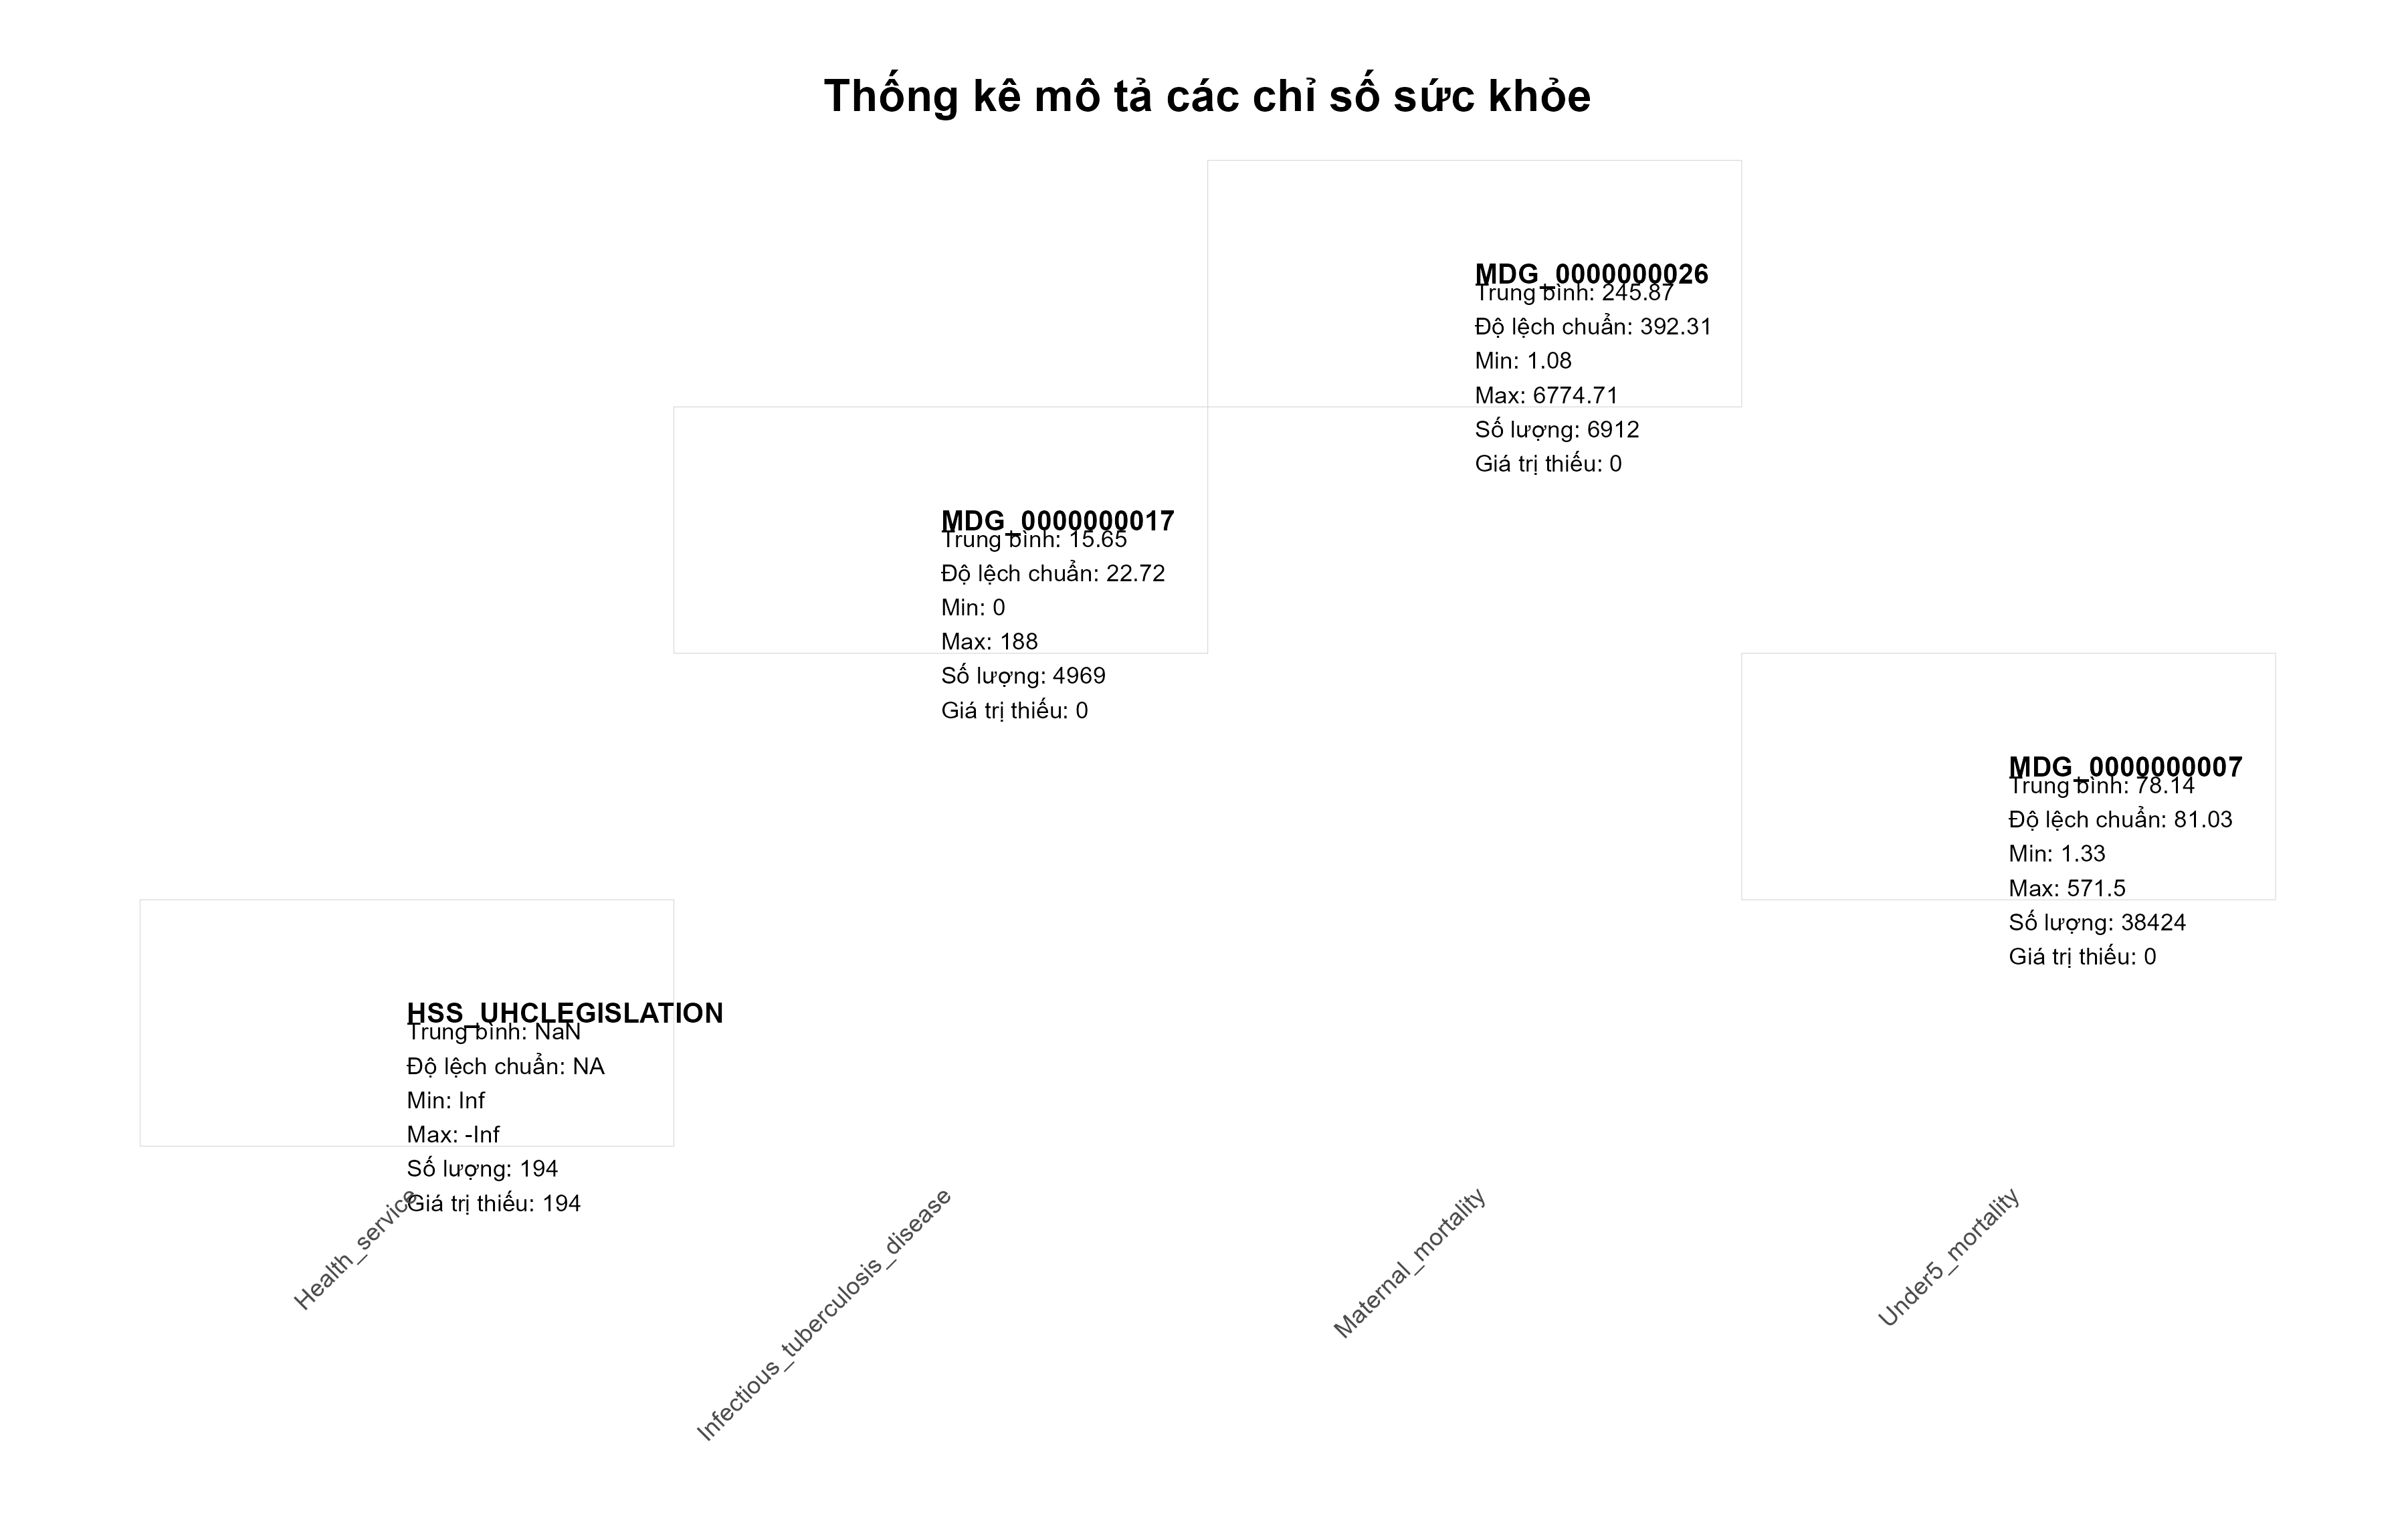 Thống kê mô tả các chỉ số sức khỏe
MDG_0000000026
Trung bình: 245.87
Độ lệch chuẩn: 392.31
Min: 1.08
Max: 6774.71
Số lượng: 6912
Giá trị thiếu: 0
MDG_0000000017
Trung bình: 15.65
Độ lệch chuẩn: 22.72
Min: 0
Max: 188
Số lượng: 4969
Giá trị thiếu: 0
MDG_0000000007
Trung bình: 78.14
Độ lệch chuẩn: 81.03
Min: 1.33
Max: 571.5
Số lượng: 38424
Giá trị thiếu: 0
HSS_UHCLEGISLATION
Trung bình: NaN
Độ lệch chuẩn: NA
Min: Inf
Max: -Inf
Số lượng: 194
Giá trị thiếu: 194
Health_service
Infectious_tuberculosis_disease
Maternal_mortality
Under5_mortality